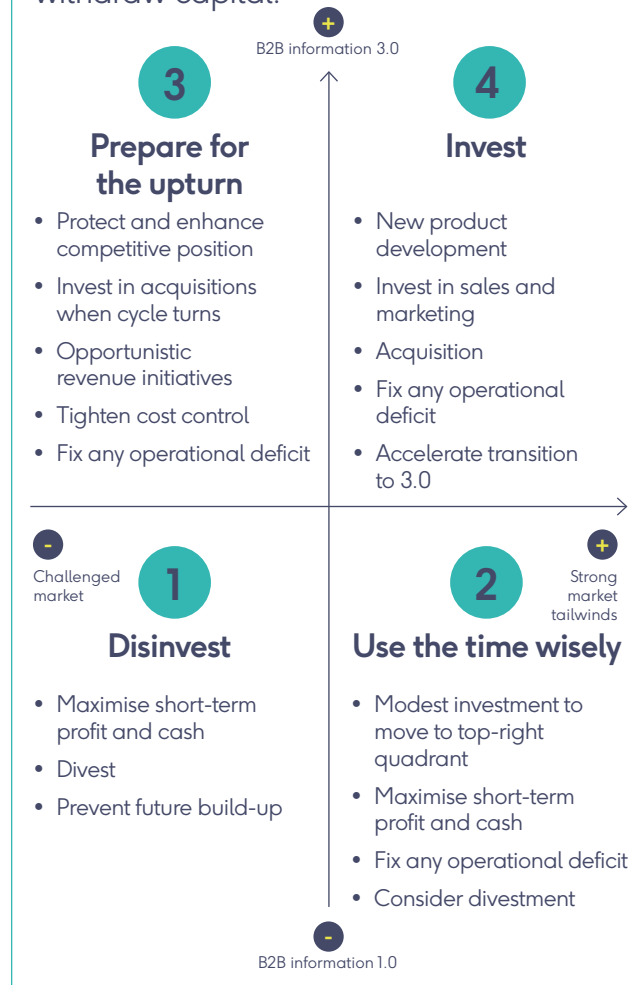 withdraw capital.
+
B2B information 3.0
3
Prepare for
the upturn
• Protect and enhance
competitive position
• Invest in acquisitions
when cycle turns
• Opportunistic
revenue initiatives
• Tighten cost control
• Fix any operational deficit
4
Invest
• New product
development
• Invest in sales and
marketing
• Acquisition
• Fix any operational
deficit
• Accelerate transition
to 3.0
-
Challenged
market
+
Strong
market
tailwinds
1
Disinvest
• Maximise short-term
profit and cash
• Divest
• Prevent future build-up
2
Use the time wisely
• Modest investment to
move to top-right
quadrant
• Maximise short-term
profit and cash
• Fix any operational deficit
• Consider divestment
-
B2B information 1.0